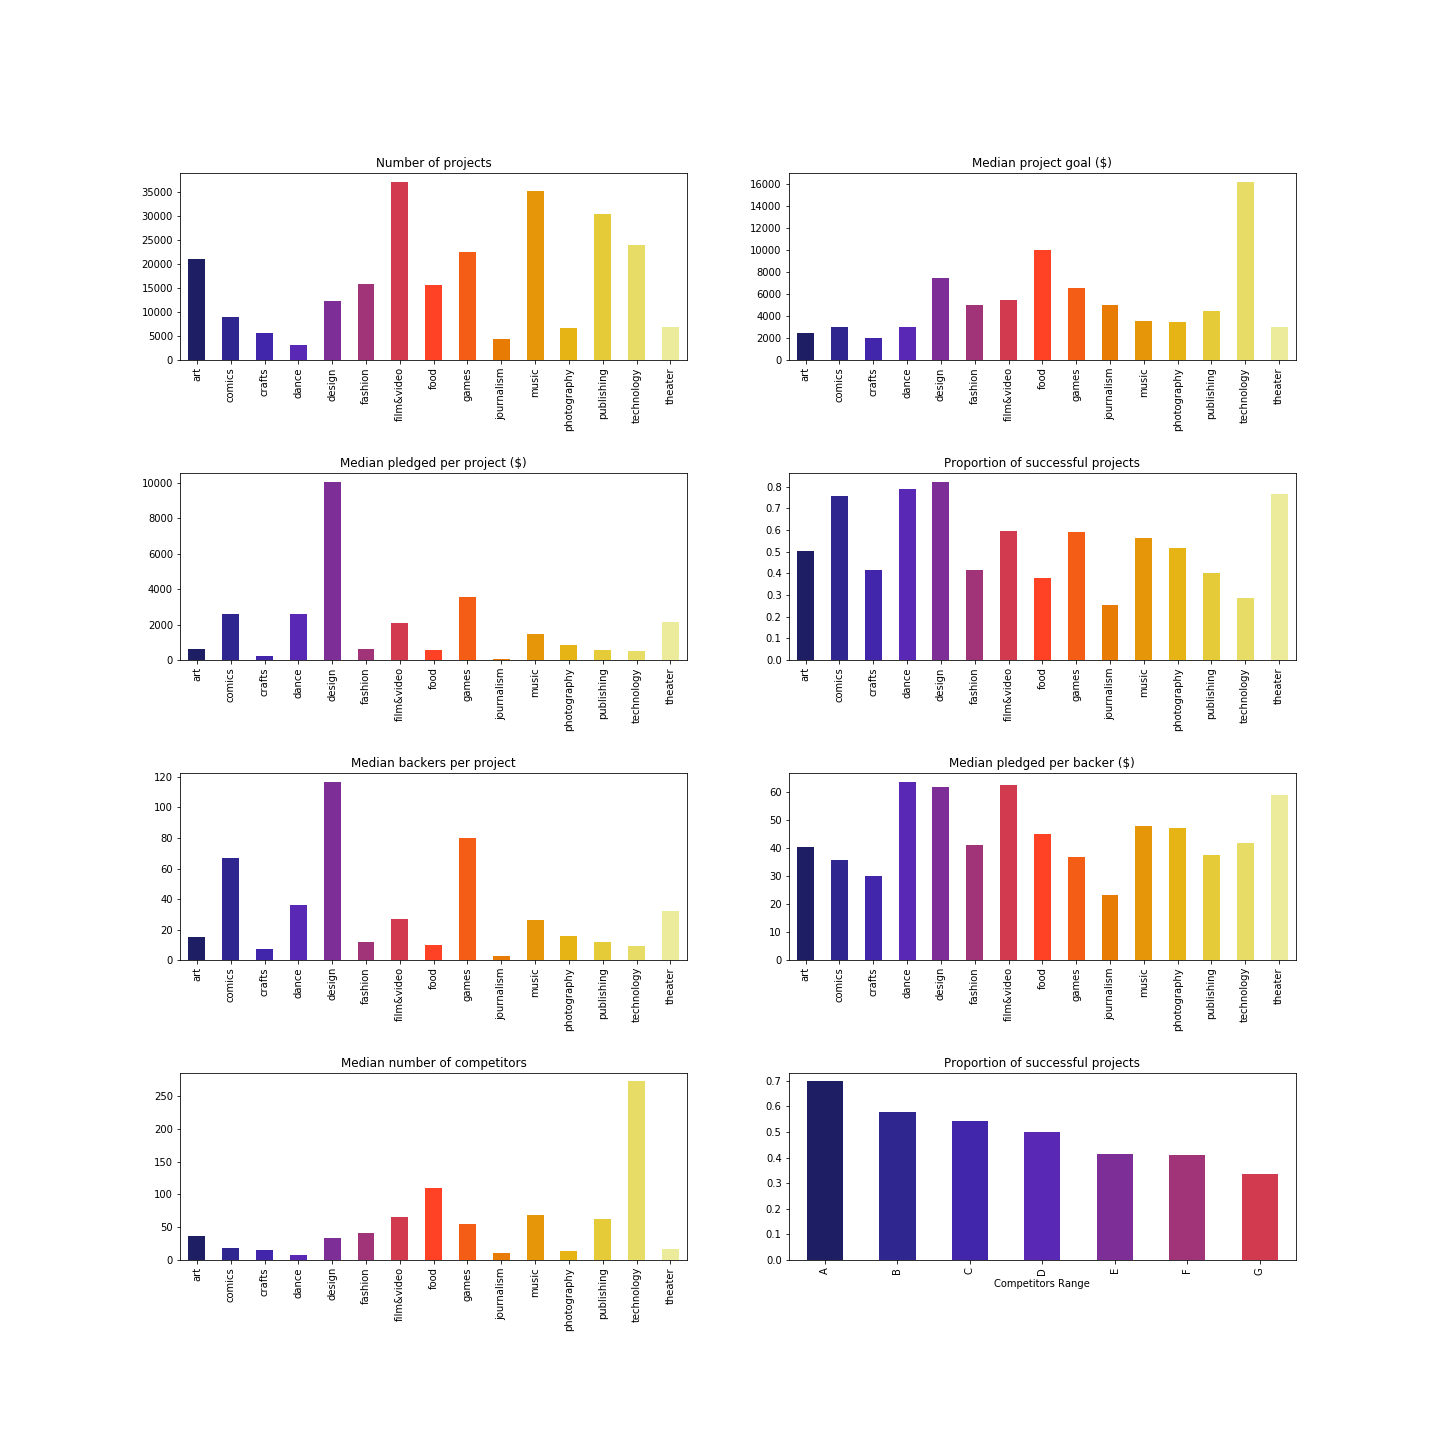 Number of projects
35000
30000
25000
20000
15000
10000
5000
0
art
comics
crafts
dance
design
fashion
film&video
food
games
journalism
music
photography
publishing
technology
theater
Median project goal ($)
16000
14000
12000
10000
8000
6000
4000
2000
0
art
comics
crafts
dance
design
fashion
film&video
food
games
journalism
music
photography
publishing
technology
theater
Median pledged per project ($)
10000
8000
6000
4000
2000
0
art
comics
crafts
dance
design
fashion
film&video
food
games
journalism
music
photography
publishing
technology
theater
Proportion of successful projects
0.8
0.7
0.6
0.5
0.4
0.3
0.2
0.1
0.0
art
comics
crafts
dance
design
fashion
film&video
food
games
journalism
music
photography
publishing
technology
theater
Median backers per project
120
100
80
60
40
20
0
art
comics
crafts
dance
design
fashion
film&video
food
games
journalism
music
photography
publishing
technology
theater
Median pledged per backer ($)
60
50
40
30
20
10
0
art
comics
crafts
dance
design
fashion
film&video
food
games
journalism
music
photography
publishing
technology
theater
Median number of competitors
250
200
150
100
50
0
art
comics
crafts
dance
design
fashion
film&video
food
games
journalism
music
photography
publishing
technology
theater
Proportion of successful projects
0.7
0.6
0.5
0.4
0.3
0.2
0.1
0.0
A
B
C
D
E
F
G
Competitors Range